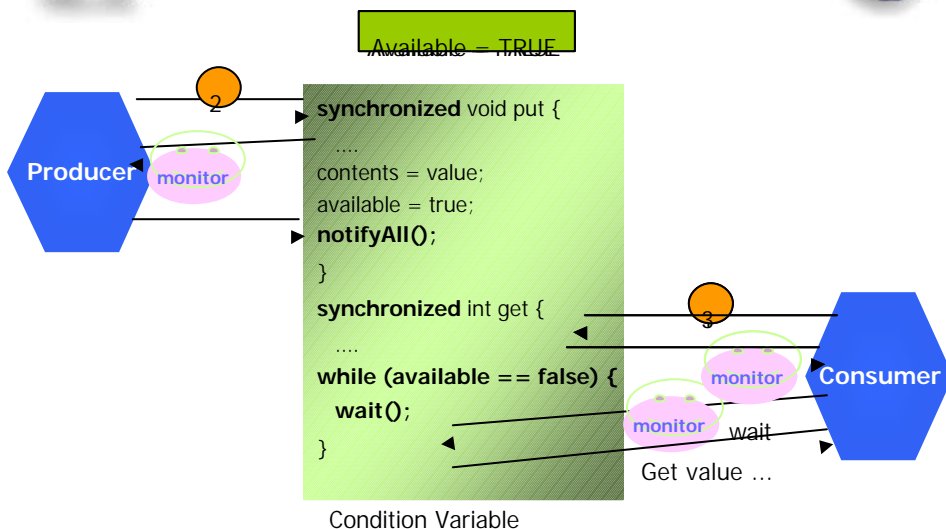 Available = TRUE
2
synchronized void put {
....
Producer
monitor
contents = value;
available = true;
notifyAll();
}
synchronized int get {
3
....
while (available == false) {
monitor
Consumer
wait();
monitor
wait
}
Get value ...
Condition Variable